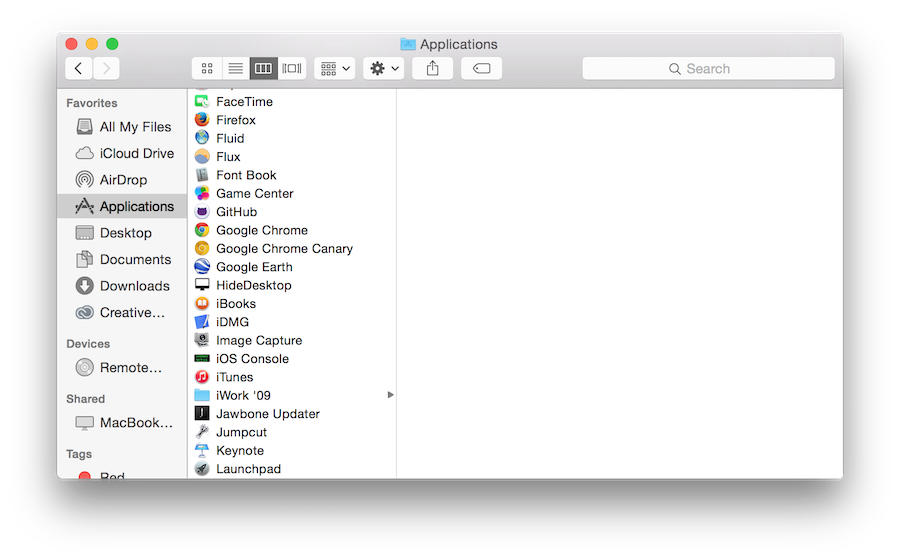 Applications
Search
Favorites
All My Files
iCloud Drive
AirDrop
Applications
Desktop
Documents
Downloads
Creative...
Devices
Remote...
Shared
MacBook...
Tags
Red
FaceTime
Firefox
Fluid
Flux
Font Book
Game Center
GitHub
Google Chrome
Google Chrome Canary
Google Earth
HideDesktop
iBooks
iDMG
Image Capture
iOS Console
iTunes
iWork '09
Jawbone Updater
Jumpcut
Keynote
Launchpad